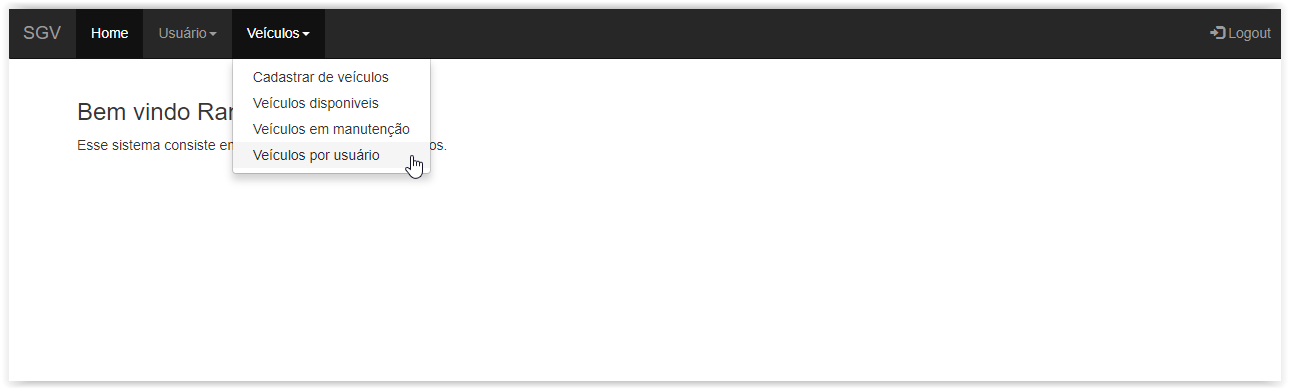 SGV Home Usuário Veículos Logout
Cadastrar de veículos
Veículos disponiveis
Veículos em manutenção
Veículos por usuário
Bem vindo
Esse sistema consiste